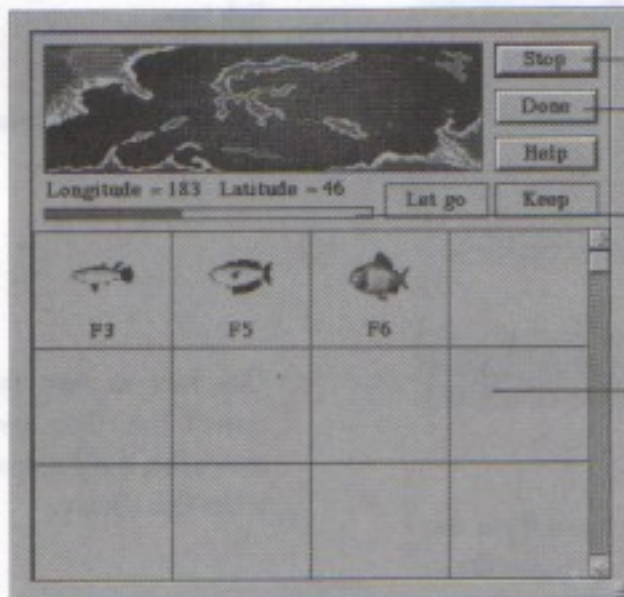 Stop
Done
Help
Longitude = 183 Latitude = 46
Let go
Keep
F3
F5
F6